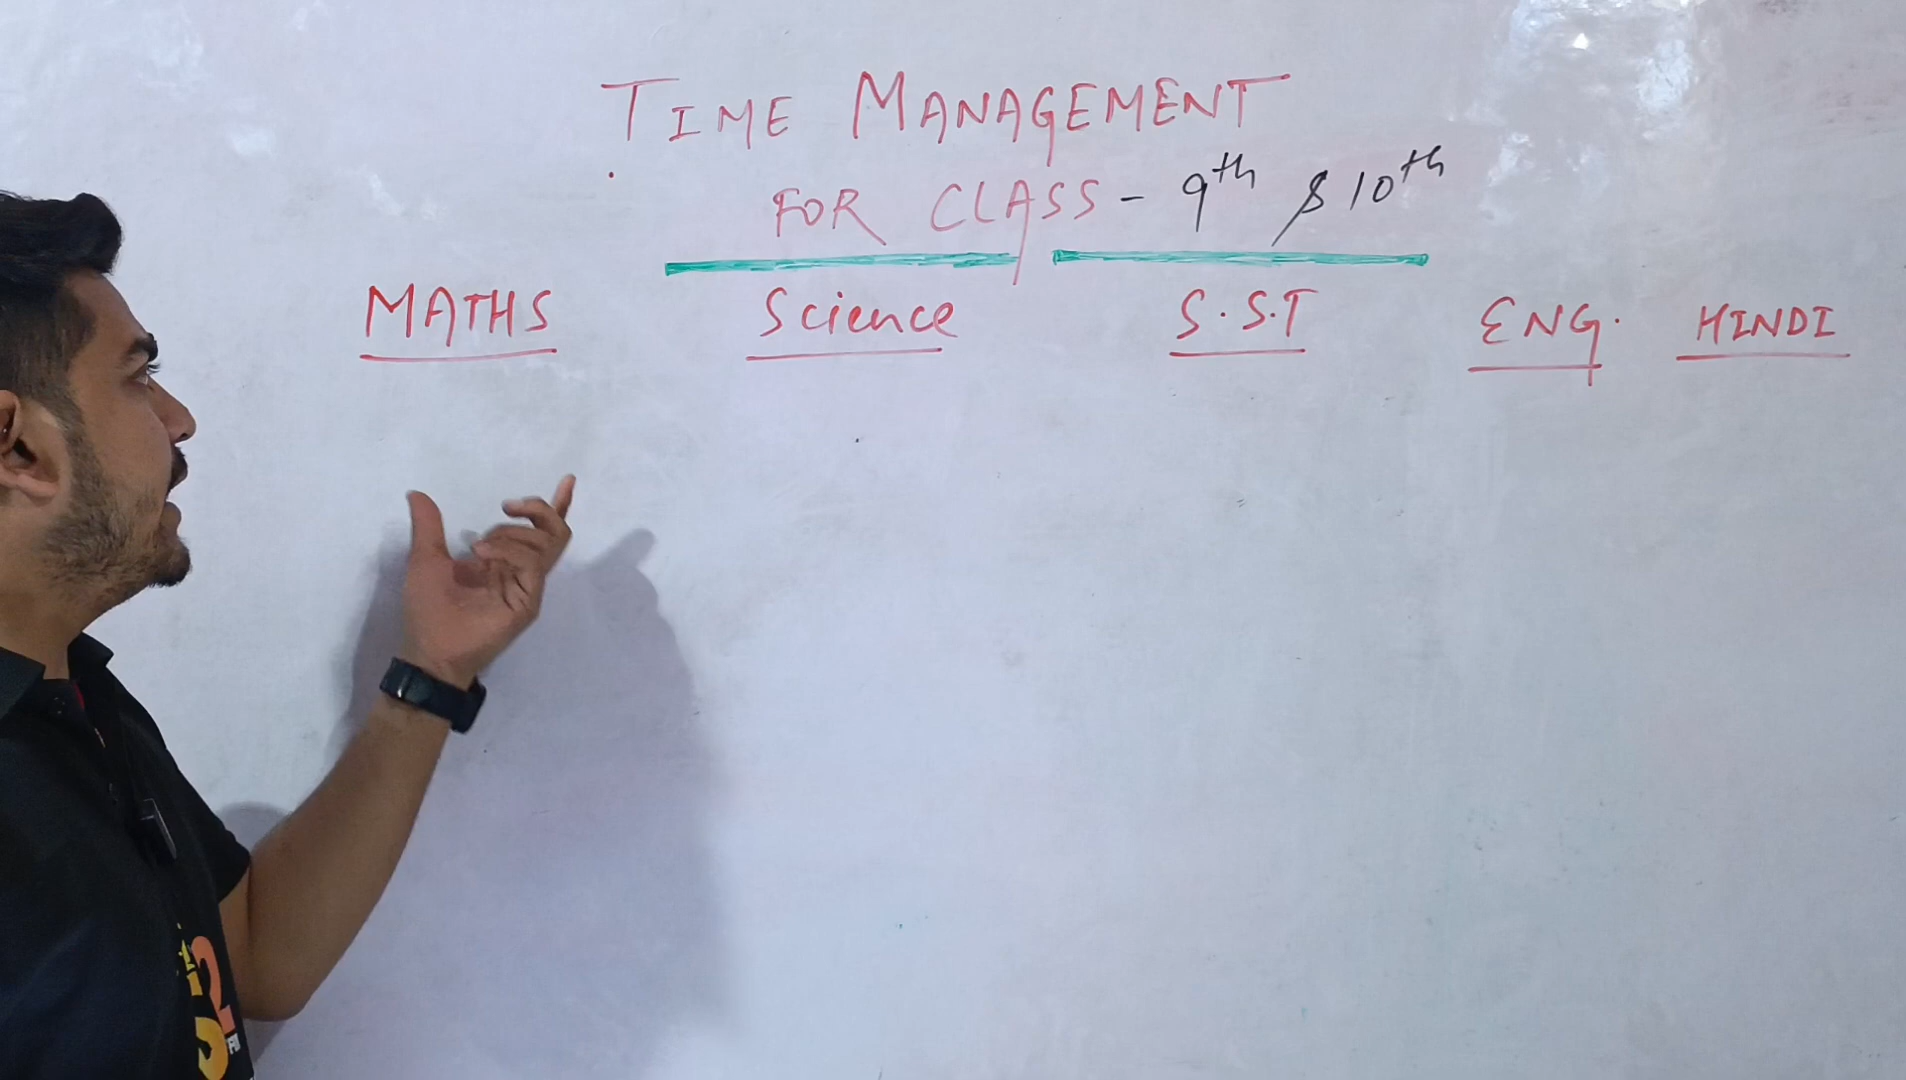 TIME MANAGEMENT
FOR CLASS - 9th & 10th
MATHS Science S.S.T ENG. HINDI